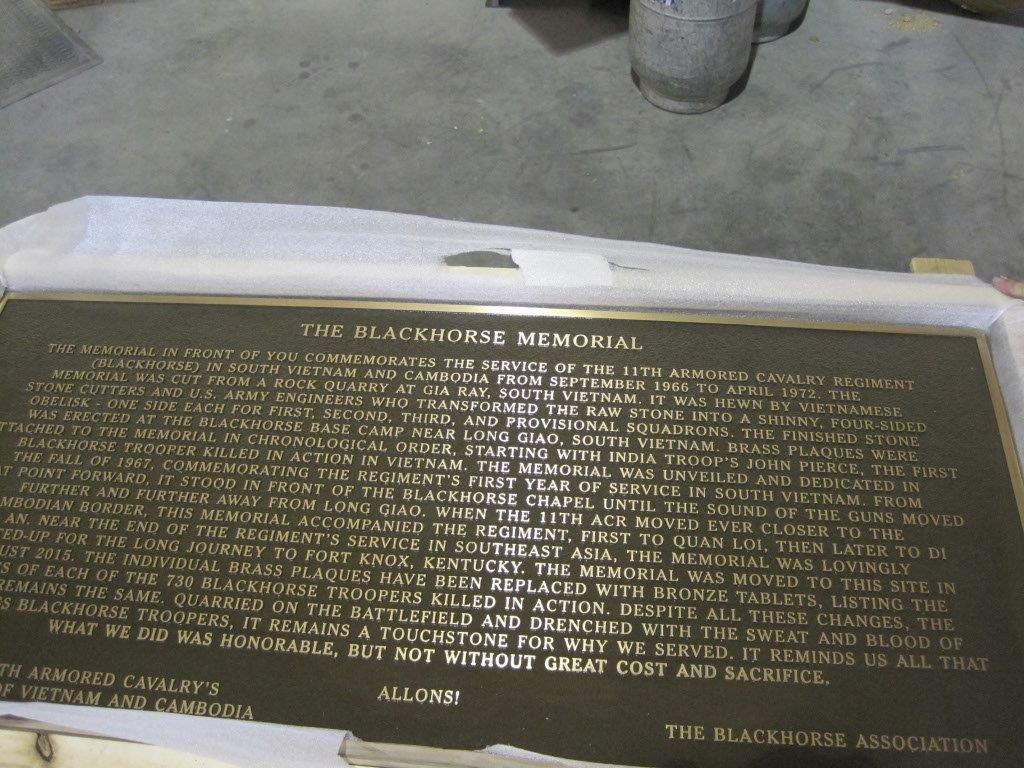 THE BLACKHORSE MEMORIAL
THE MEMORIAL IN FRONT OF YOU COMMEMORATES THE SERVICE OF THE 11TH ARMORED CAVALRY REGIMENT
(BLACKHORSE) IN SOUTH VIETNAM AND CAMBODIA FROM SEPTEMBER 1966 TO APRIL 1972. THE
MEMORIAL WAS CUT FROM A ROCK QUARRY AT GIA RAY, SOUTH VIETNAM. IT WAS HEWN BY VIETNAMESE
STONE CUTTERS AND U.S. ARMY ENGINEERS WHO TRANSFORMED THE RAW STONE INTO A SHINNY, FOUR-SIDED
OBELISK - ONE SIDE EACH FOR FIRST, SECOND, THIRD, AND PROVISIONAL SQUADRONS. THE FINISHED STONE
WAS ERECTED AT THE BLACKHORSE BASE CAMP NEAR LONG GIAO, SOUTH VIETNAM. BRASS PLAQUES WERE
TTACHED TO THE MEMORIAL IN CHRONOLOGICAL ORDER, STARTING WITH INDIA TROOP'S JOHN PIERCE, THE FIRST
BLACKHORSE TROOPER KILLED IN ACTION IN VIETNAM. THE MEMORIAL WAS UNVEILED AND DEDICATED IN
THE FALL OF 1967, COMMEMORATING THE REGIMENT'S FIRST YEAR OF SERVICE IN SOUTH VIETNAM. FROM
AT POINT FORWARD, IT STOOD IN FRONT OF THE BLACKHORSE CHAPEL UNTIL THE SOUND OF THE GUNS MOVED
FURTHER AND FURTHER AWAY FROM LONG GIAO. WHEN THE 11TH ACR MOVED EVER CLOSER TO THE
MBODIAN BORDER, THIS MEMORIAL ACCOMPANIED THE REGIMENT, FIRST TO QUAN LOI, THEN LATER TO DI
AN. NEAR THE END OF THE REGIMENT'S SERVICE IN SOUTHEAST ASIA, THE MEMORIAL WAS LOVINGLY
ED-UP FOR THE LONG JOURNEY TO FORT KNOX, KENTUCKY. THE MEMORIAL WAS MOVED TO THIS SITE IN
UST 2015. THE INDIVIDUAL BRASS PLAQUES HAVE BEEN REPLACED WITH BRONZE TABLETS, LISTING THE
S OF EACH OF THE 730 BLACKHORSE TROOPERS KILLED IN ACTION. DESPITE ALL THESE CHANGES, THE
REMAINS THE SAME. QUARRIED ON THE BATTLEFIELD AND DRENCHED WITH THE SWEAT AND BLOOD OF
S BLACKHORSE TROOPERS, IT REMAINS A TOUCHSTONE FOR WHY WE SERVED. IT REMINDS US ALL THAT
WHAT WE DID WAS HONORABLE, BUT NOT WITHOUT GREAT COST AND SACRIFICE.
ALLONS!
TH ARMORED CAVALRY'S
F VIETNAM AND CAMBODIA
THE BLACKHORSE ASSOCIATION